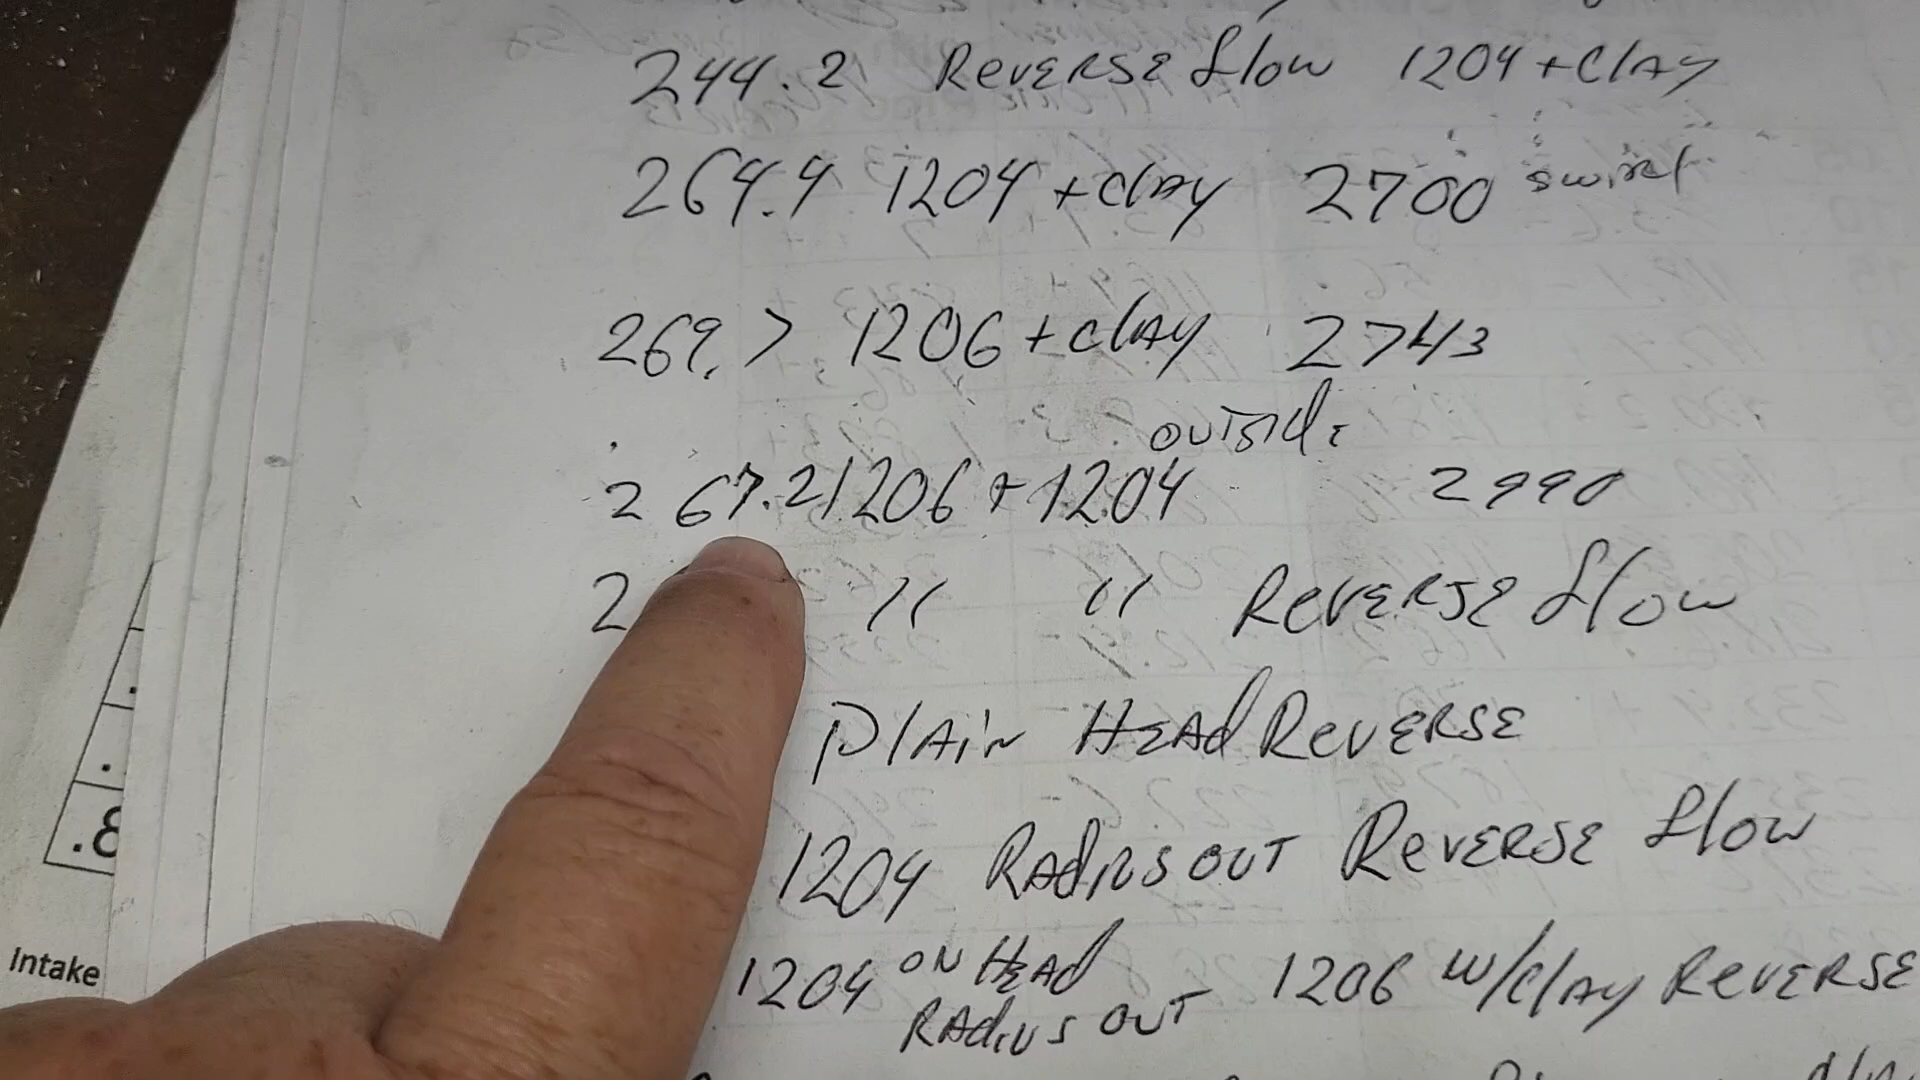 244.2 Reverse flow 1204 + Clay
264.4 1204 + clay 2700 swirl
269.7 1206 + clay 2743
outside
267.2 1206 + 1204 2990
2 " " Reverse flow
Plain Head Reverse
1204 Radius out Reverse flow
1204 on Head Radius out 1206 w/clay Reverse
.8
Intake